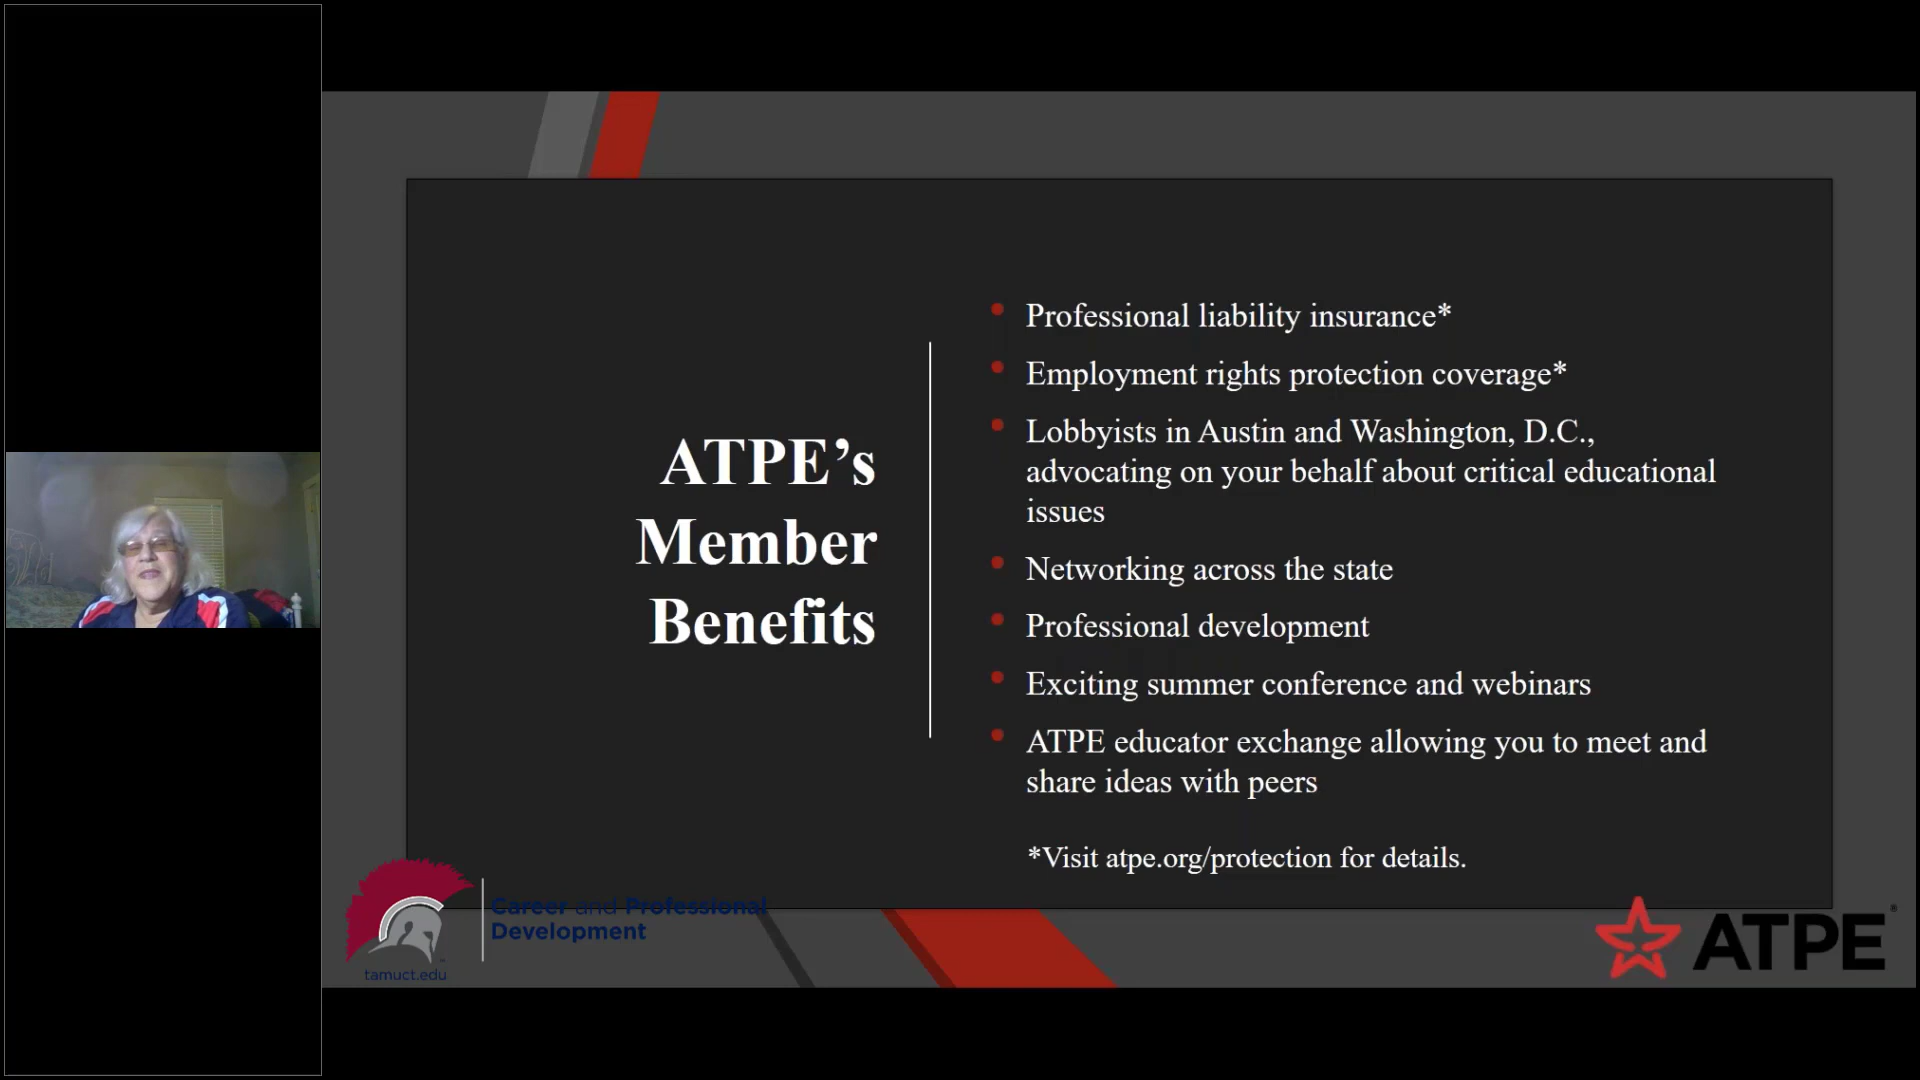 ATPE’s
Member
Benefits
Professional liability insurance*
Employment rights protection coverage*
Lobbyists in Austin and Washington, D.C.,
advocating on your behalf about critical educational
issues
Networking across the state
Professional development
Exciting summer conference and webinars
ATPE educator exchange allowing you to meet and
share ideas with peers
*Visit atpe.org/protection for details.
Career and Professional
Development
tamuct.edu
ATPE®